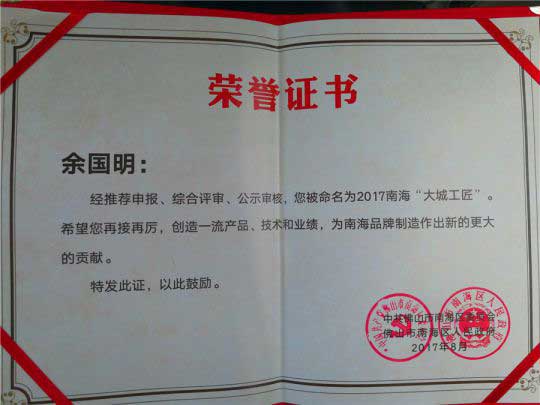 荣誉证书
余国明：
经推荐申报、综合评审、公示审核，您被命名为2017南海“大城工匠”。
希望您再接再厉，创造一流产品、技术和业绩，为南海品牌制造作出新的更大
的贡献。
特发此证，以此鼓励。
中共佛山市南海区委员会
佛山市南海区人民政府
2017年8月